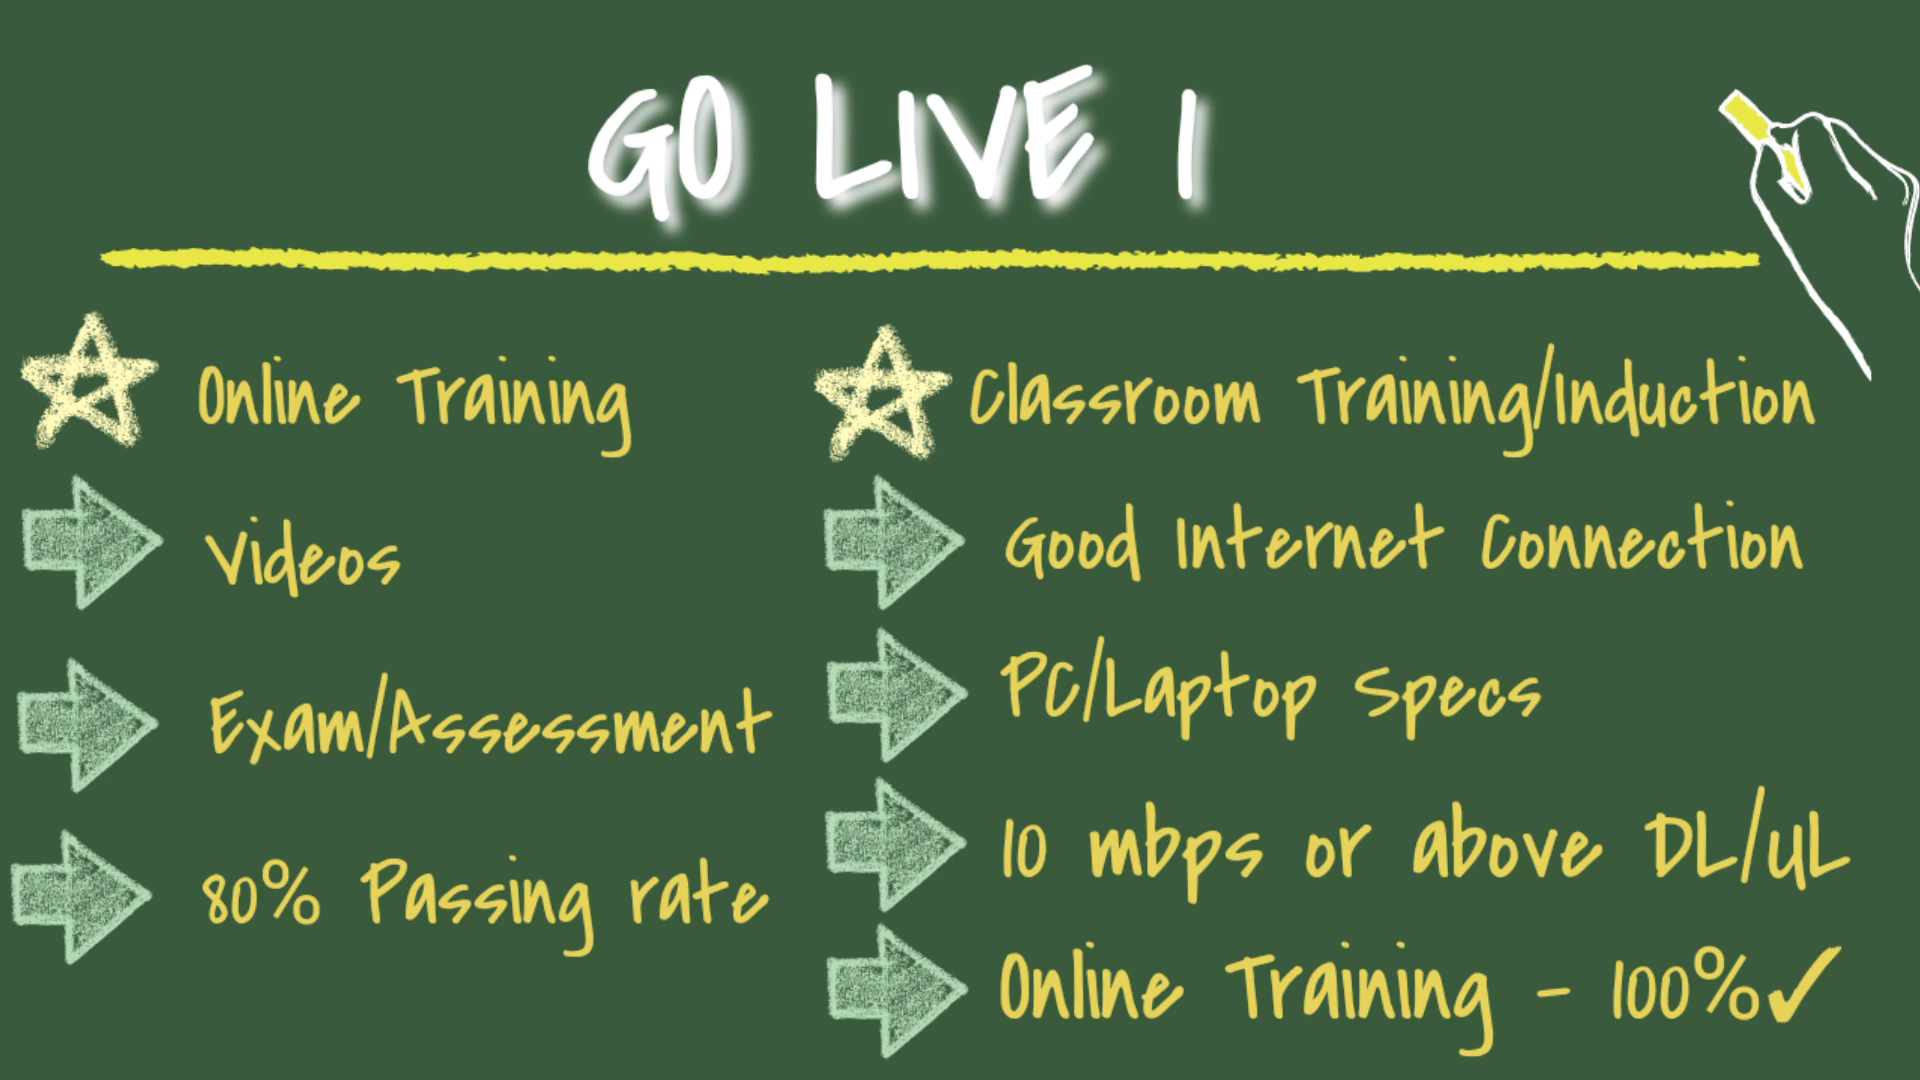 GO LIVE 1
Online Training
Videos
Exam/Assessment
80% Passing rate
Classroom Training/Induction
Good Internet Connection
PC/Laptop Specs
10 mbps or above DL/UL
Online Training - 100%✓